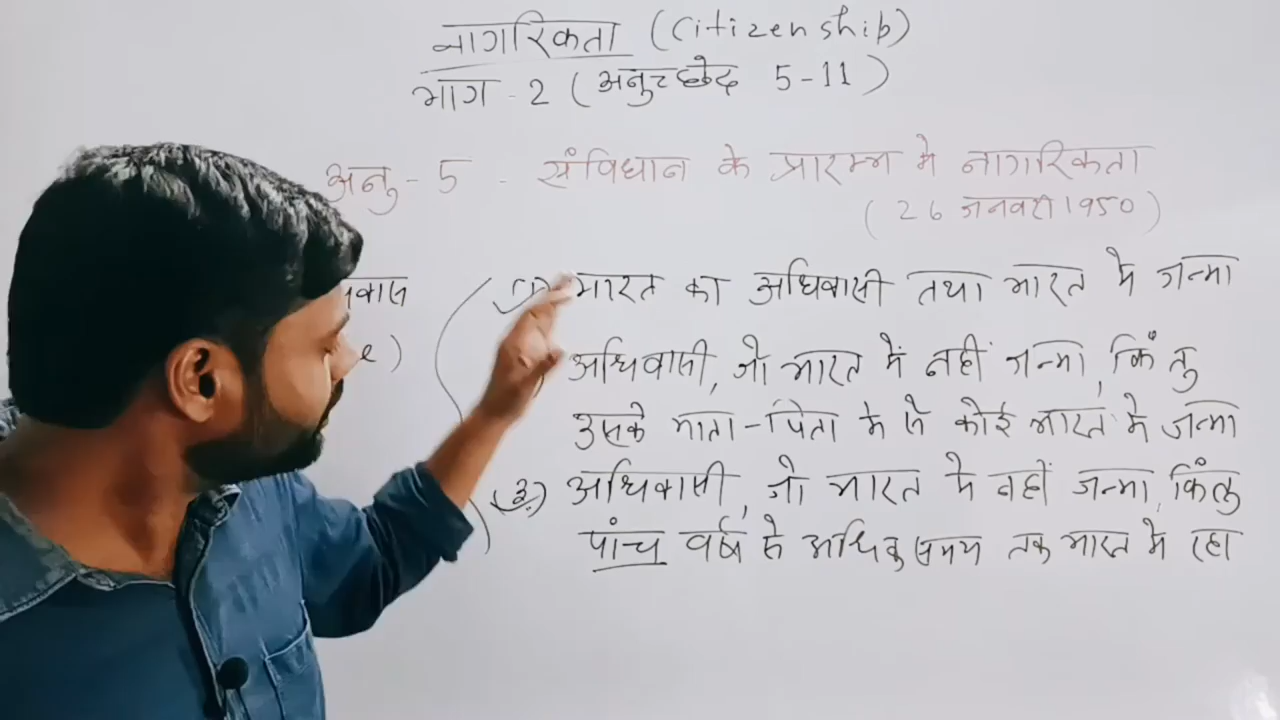 नागरिकता (Citizenship)
भाग - 2 (अनुच्छेद 5-11)
अनु - 5 - संविधान के प्रारम्भ मे नागरिकता
(26 जनवरी 1950)
भारत का अधिवासी तथा भारत मे जन्मा
अधिवासी, जो भारत में नहीं जन्मा, किंतु
उसके माता-पिता मे से कोई भारत मे जन्मा
(3) अधिवासी, जो भारत मे नहीं जन्मा, किंतु
पांच वर्ष से अधिक समय तक भारत मे रहा